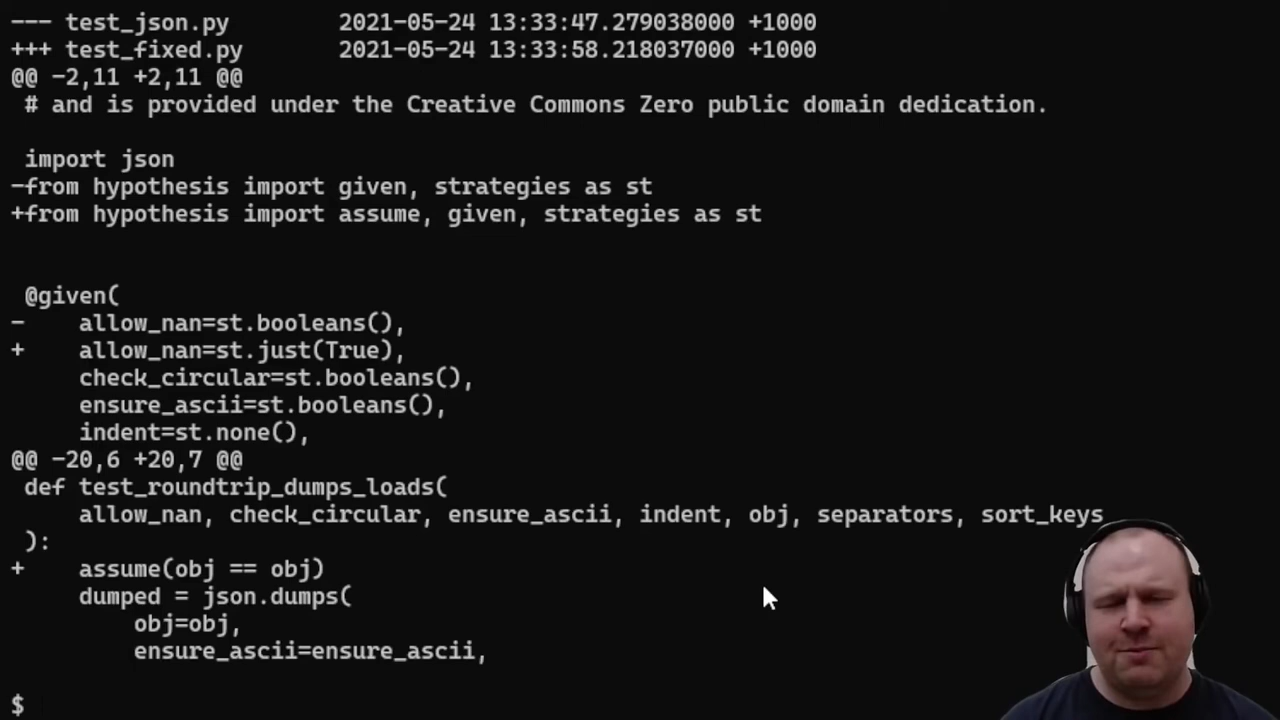 --- test_json.py 2021-05-24 13:33:47.279038000 +1000
+++ test_fixed.py 2021-05-24 13:33:58.218037000 +1000
@@ -2,11 +2,11 @@
# and is provided under the Creative Commons Zero public domain dedication.
import json
-from hypothesis import given, strategies as st
+from hypothesis import assume, given, strategies as st
@given(
- allow_nan=st.booleans(),
+ allow_nan=st.just(True),
check_circular=st.booleans(),
ensure_ascii=st.booleans(),
indent=st.none(),
@@ -20,6 +20,7 @@
def test_roundtrip_dumps_loads(
allow_nan, check_circular, ensure_ascii, indent, obj, separators, sort_keys
):
+ assume(obj == obj)
dumped = json.dumps(
obj=obj,
ensure_ascii=ensure_ascii,
$